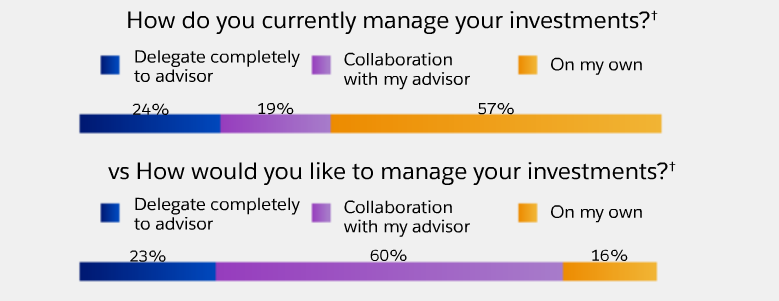 How do you currently manage your investments?†
Delegate completely
to advisor
Collaboration
with my advisor
On my own
24%
19%
57%
vs How would you like to manage your investments?†
Delegate completely
to advisor
Collaboration
with my advisor
On my own
23%
60%
16%